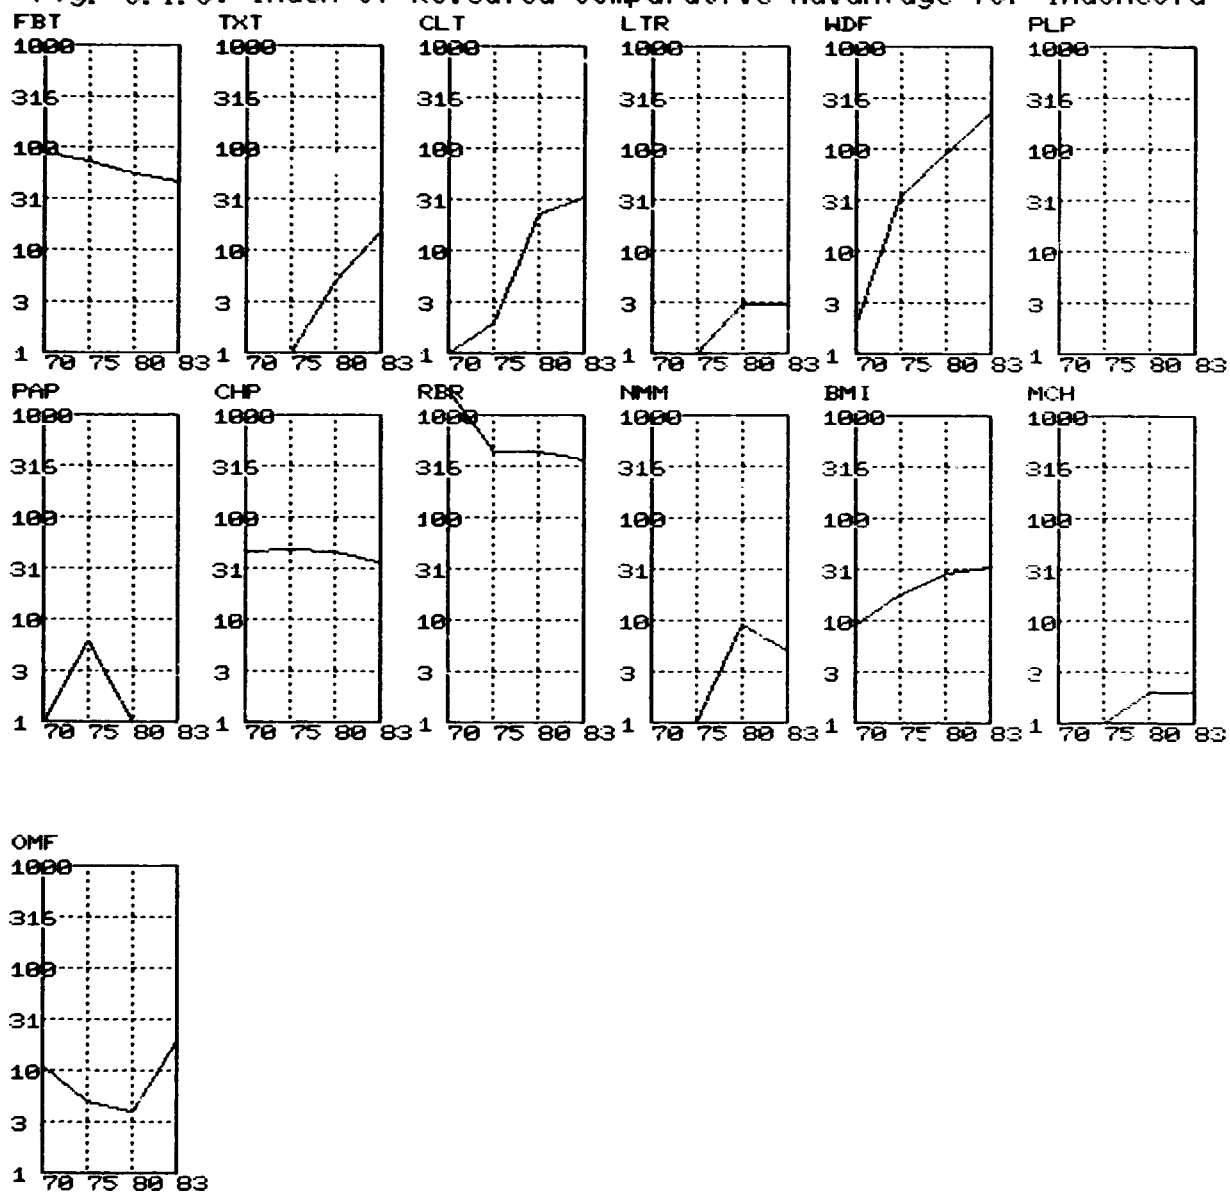 Index of Revealed Comparative Advantage for Indonesia
FBT TXT CLT LTR WDF PLP
1000 1000 1000 1000 1000 1000
316 316 316 316 316 316
100 100 100 100 100 100
31 31 31 31 31 31
10 10 10 10 10 10
3 3 3 3 3 3
1 1 1 1 1 1
70 75 80 83 70 75 80 83 70 75 80 83 70 75 80 83 70 75 80 83 70 75 80 83
PAP CHP RBR NMM BMI MCH
1000 1000 1000 1000 1000 1000
316 316 316 316 316 316
100 100 100 100 100 100
31 31 31 31 31 31
10 10 10 10 10 10
3 3 3 3 3
1 1 1 1 1 1
70 75 80 83 70 75 80 83 70 75 80 83 70 75 80 83 70 75 80 83 70 75 80 83
OMF
1000
316
100
31
10
3
1
70 75 80 83